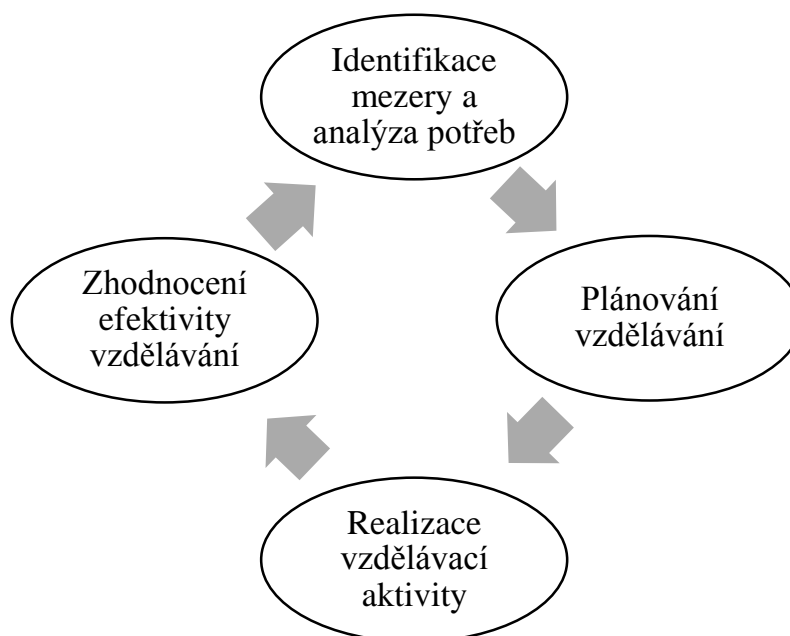 Identifikace
mezery a
analýza potřeb
Plánování
vzdělávání
Realizace
vzdělávací
aktivity
Zhodnocení
efektivity
vzdělávání